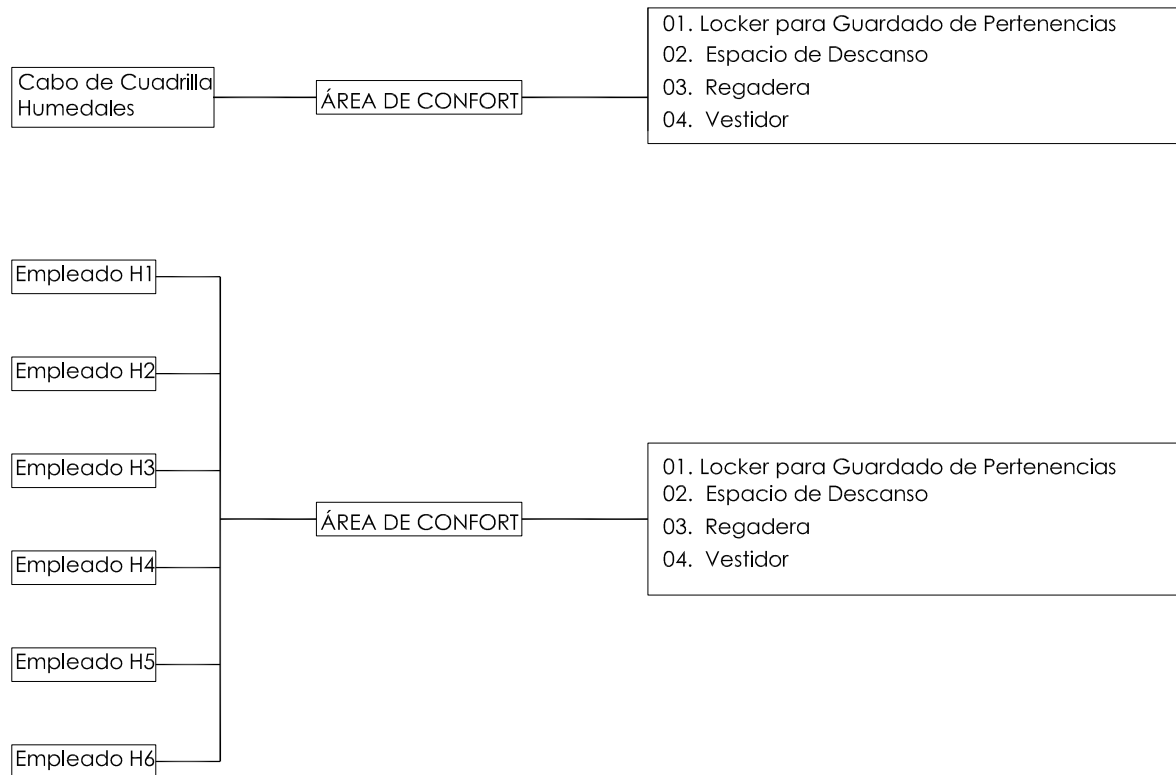 Cabo de Cuadrilla
Humedales
ÁREA DE CONFORT
01. Locker para Guardado de Pertenencias
02. Espacio de Descanso
03. Regadera
04. Vestidor
Empleado H1
Empleado H2
Empleado H3
Empleado H4
Empleado H5
Empleado H6
ÁREA DE CONFORT
01. Locker para Guardado de Pertenencias
02. Espacio de Descanso
03. Regadera
04. Vestidor